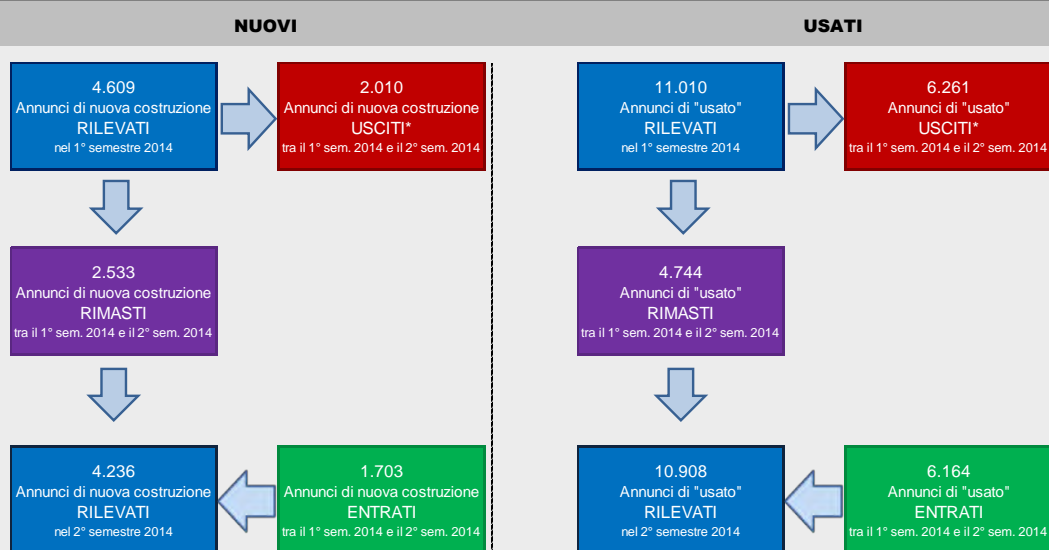 NUOVI
4.609
Annunci di nuova costruzione
RILEVATI
nel 1° semestre 2014
2.010
Annunci di nuova costruzione
USCITI*
tra il 1° sem. 2014 e il 2° sem. 2014
2.533
Annunci di nuova costruzione
RIMASTI
tra il 1° sem. 2014 e il 2° sem. 2014
4.236
Annunci di nuova costruzione
RILEVATI
nel 2° semestre 2014
1.703
Annunci di nuova costruzione
ENTRATI
tra il 1° sem. 2014 e il 2° sem. 2014
USATI
11.010
Annunci di "usato"
RILEVATI
nel 1° semestre 2014
6.261
Annunci di "usato"
USCITI*
tra il 1° sem. 2014 e il 2° sem. 2014
4.744
Annunci di "usato"
RIMASTI
tra il 1° sem. 2014 e il 2° sem. 2014
10.908
Annunci di "usato"
RILEVATI
nel 2° semestre 2014
6.164
Annunci di "usato"
ENTRATI
tra il 1° sem. 2014 e il 2° sem. 2014